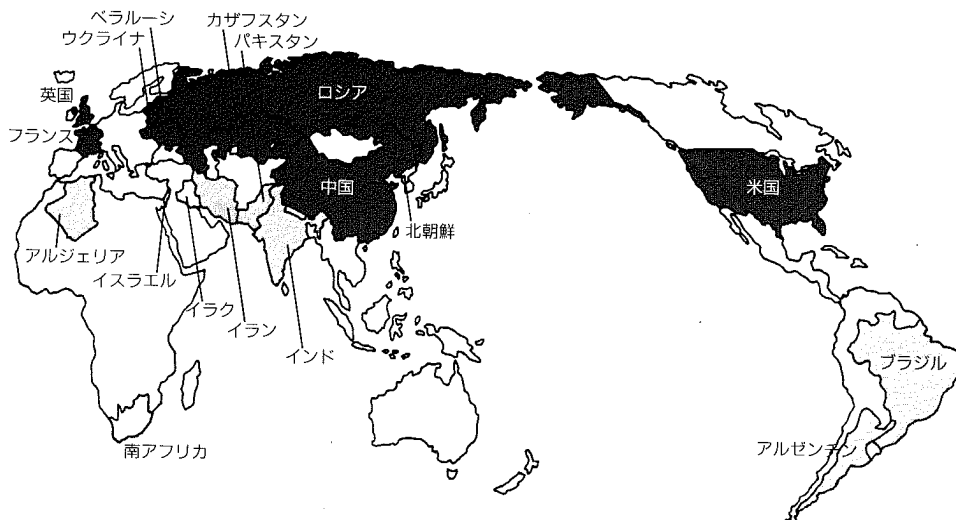 ベラルーシ
カザフスタン
ウクライナ
パキスタン
英国
ロシア
フランス
中国
米国
北朝鮮
アルジェリア
イスラエル
イラク
イラン
インド
ブラジル
南アフリカ
アルゼンチン